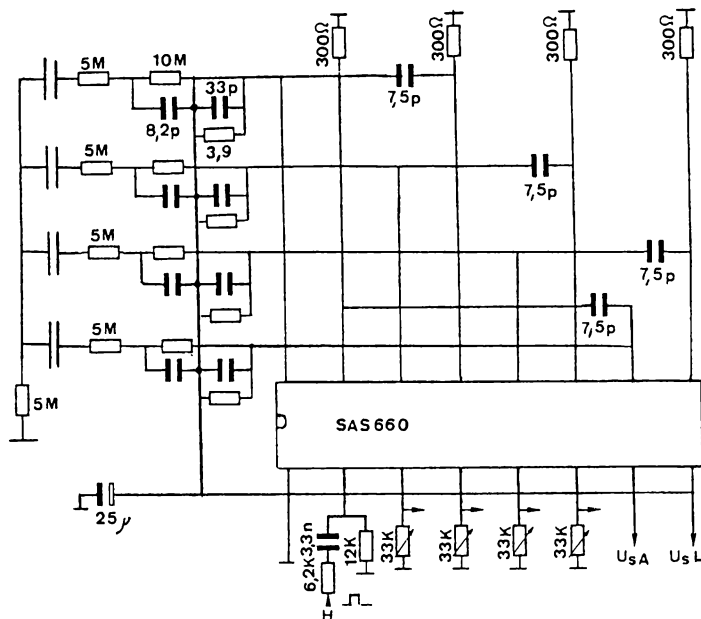 300Ω
300Ω
300Ω
300Ω
5M
10M
33p
7,5p
8,2p
3,9
5M
7,5p
5M
7,5p
7,5p
5M
5M
SAS660
25µ
3,3n
6,2K
12K
33K
33K
33K
33K
UsA
UsL
H